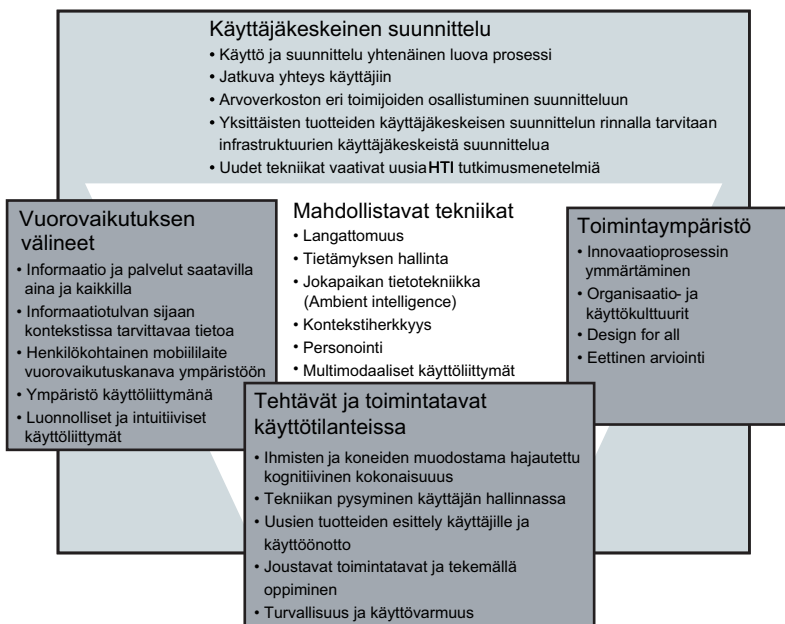 Käyttäjäkeskeinen suunnittelu
• Käyttö ja suunnittelu yhtenäinen luova prosessi
• Jatkuva yhteys käyttäjiin
• Arvoverkoston eri toimijoiden osallistuminen suunnitteluun
• Yksittäisten tuotteiden käyttäjäkeskeisen suunnittelun rinnalla tarvitaan
infrastruktuurien käyttäjäkeskeistä suunnittelua
• Uudet tekniikat vaativat uusia HTI tutkimusmenetelmiä
Vuorovaikutuksen
välineet
• Informaatio ja palvelut saatavilla
aina ja kaikkilla
• Informaatiotulvan sijaan
kontekstissa tarvittavaa tietoa
• Henkilökohtainen mobiililaite
vuorovaikutuskanava ympäristöön
• Ympäristö käyttöliittymänä
• Luonnolliset ja intuitiiviset
käyttöliittymät
Mahdollistavat tekniikat
• Langattomuus
• Tietämyksen hallinta
• Jokapaikan tietotekniikka
(Ambient intelligence)
• Kontekstiherkkyys
• Personointi
• Multimodaaliset käyttöliittymät
Toimintaympäristö
• Innovaatioprosessin
ymmärtäminen
• Organisaatio- ja
käyttökulttuurit
• Design for all
• Eettinen arviointi
Tehtävät ja toimintatavat
käyttötilanteissa
• Ihmisten ja koneiden muodostama hajautettu
kognitiivinen kokonaisuuus
• Tekniikan pysyminen käyttäjän hallinnassa
• Uusien tuotteiden esittely käyttäjille ja
käyttöönotto
• Joustavat toimintatavat ja tekemällä
oppiminen
• Turvallisuus ja käyttövarmuus